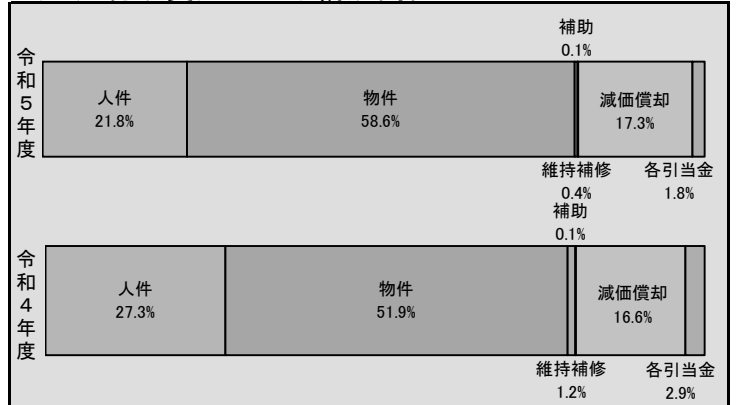 令和5年度
補助
0.1%
人件
21.8%
物件
58.6%
減価償却
17.3%
維持補修
0.4%
各引当金
1.8%
令和4年度
補助
0.1%
人件
27.3%
物件
51.9%
減価償却
16.6%
維持補修
1.2%
各引当金
2.9%